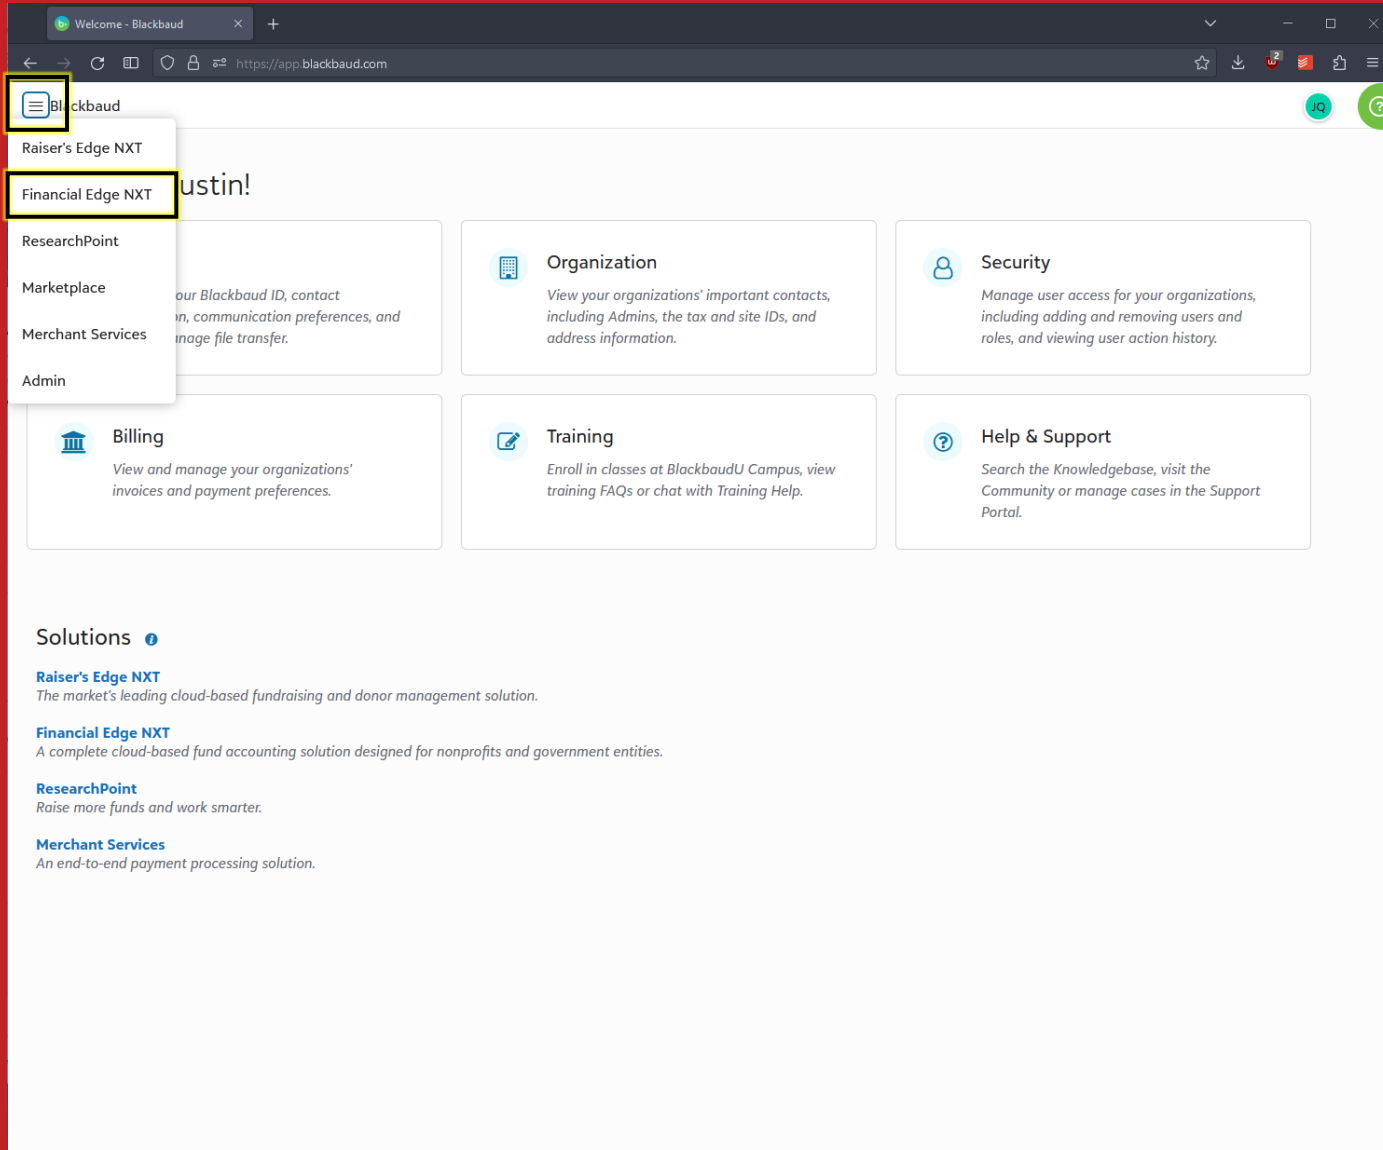 Welcome - Blackbaud
https://app.blackbaud.com
2
Blackbaud
JQ
?
Raiser's Edge NXT
Financial Edge NXT
ResearchPoint
Marketplace
Merchant Services
Admin
ustin!
our Blackbaud ID, contact
on, communication preferences, and
nage file transfer.
Organization
View your organizations' important contacts,
including Admins, the tax and site IDs, and
address information.
Security
Manage user access for your organizations,
including adding and removing users and
roles, and viewing user action history.
Billing
View and manage your organizations'
invoices and payment preferences.
Training
Enroll in classes at BlackbaudU Campus, view
training FAQs or chat with Training Help.
Help & Support
Search the Knowledgebase, visit the
Community or manage cases in the Support
Portal.
Solutions
Raiser's Edge NXT
The market's leading cloud-based fundraising and donor management solution.
Financial Edge NXT
A complete cloud-based fund accounting solution designed for nonprofits and government entities.
ResearchPoint
Raise more funds and work smarter.
Merchant Services
An end-to-end payment processing solution.